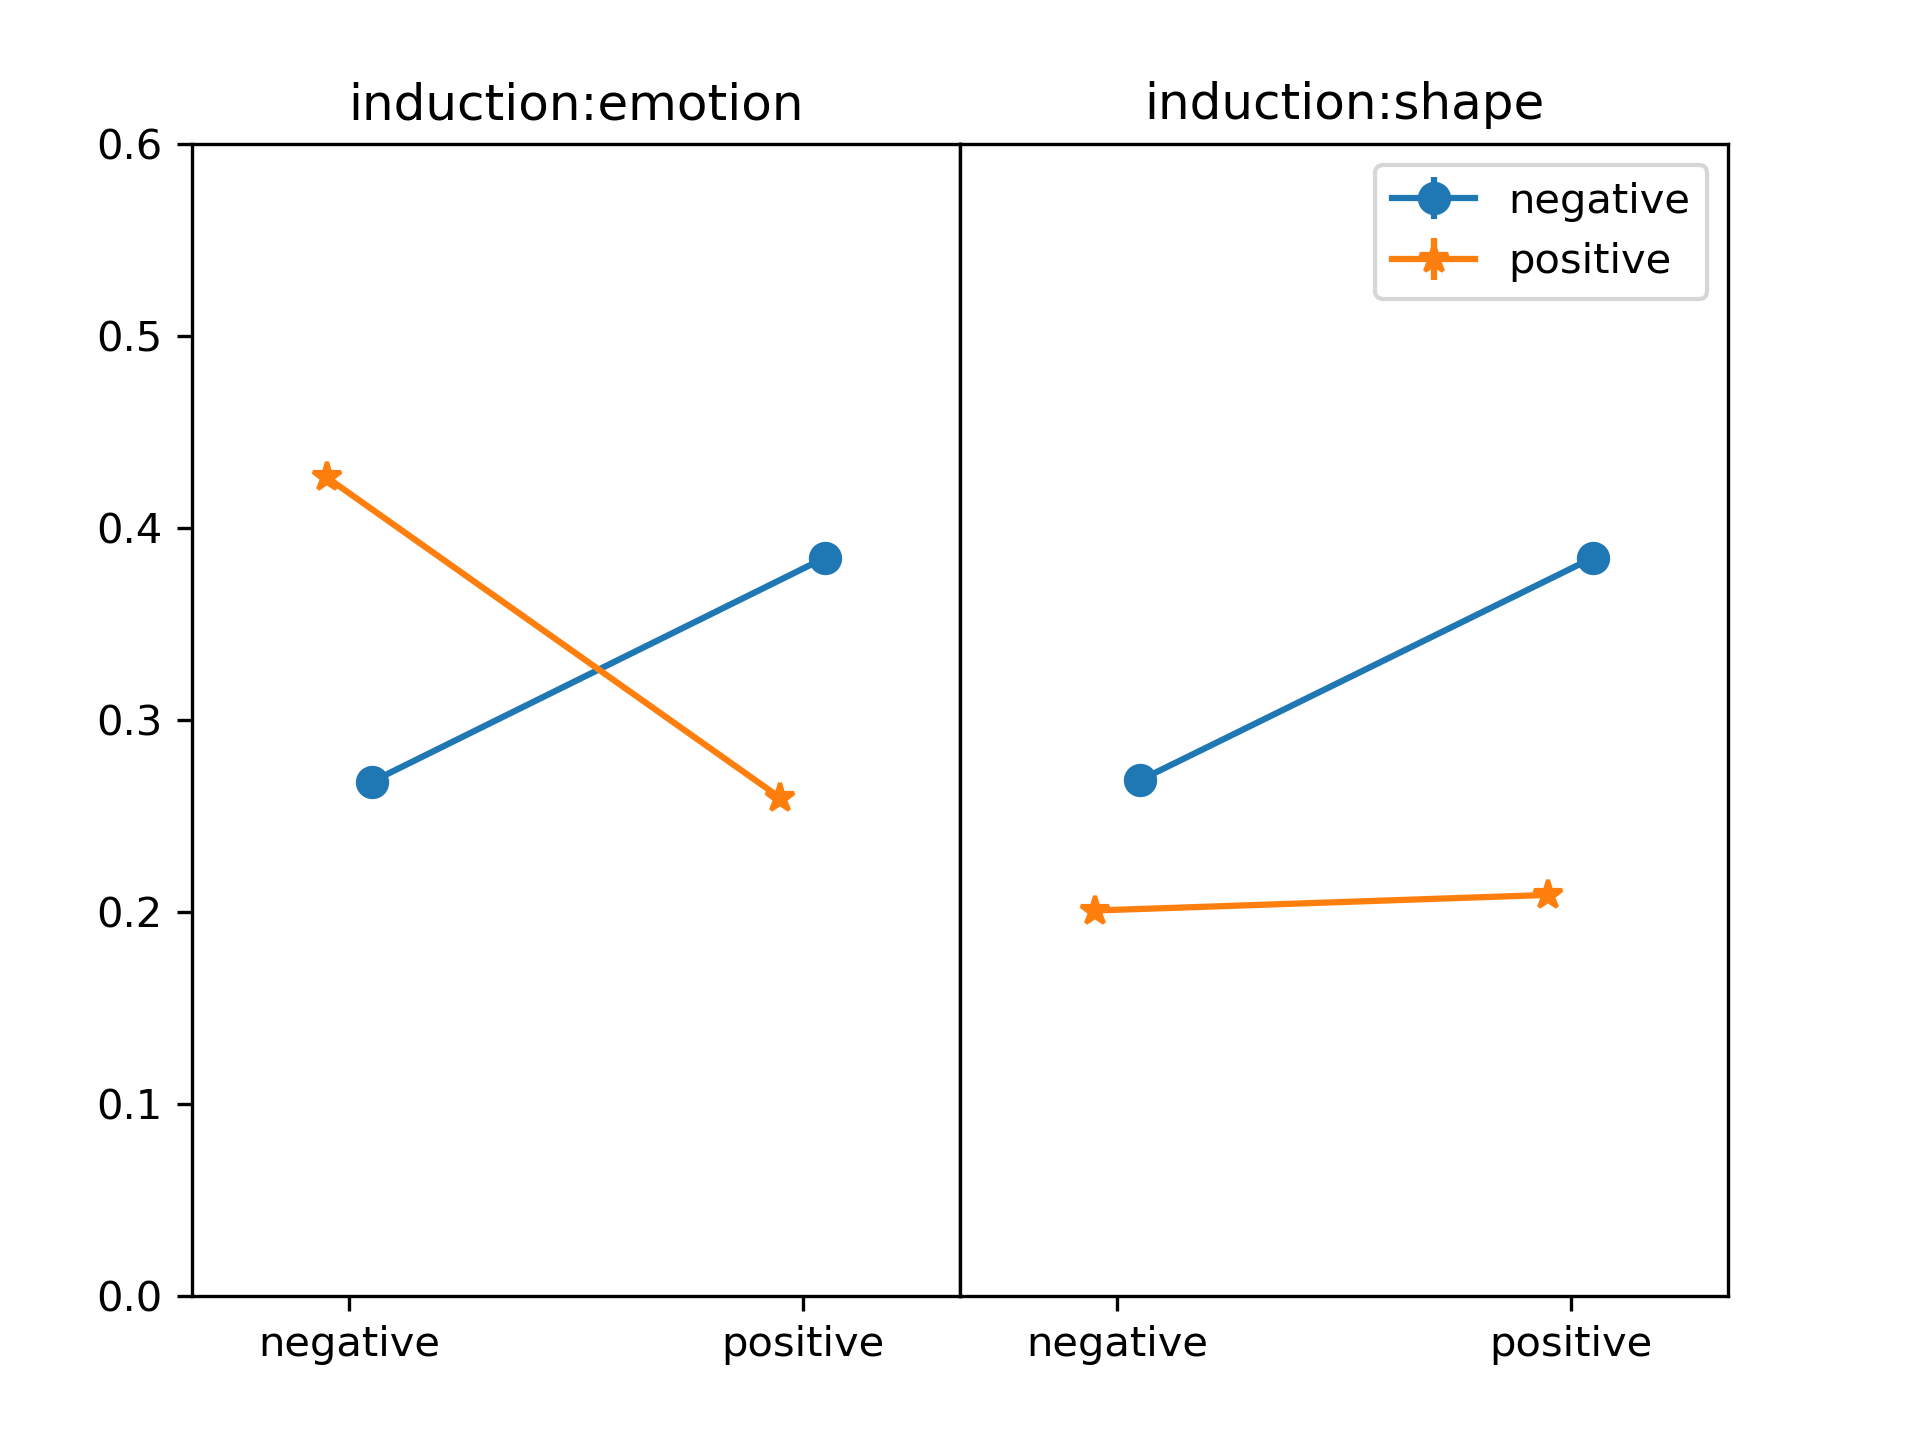 induction:emotion
induction:shape
0.6
0.5
0.4
0.3
0.2
0.1
0.0
negative
positive
negative
positive
negative
positive